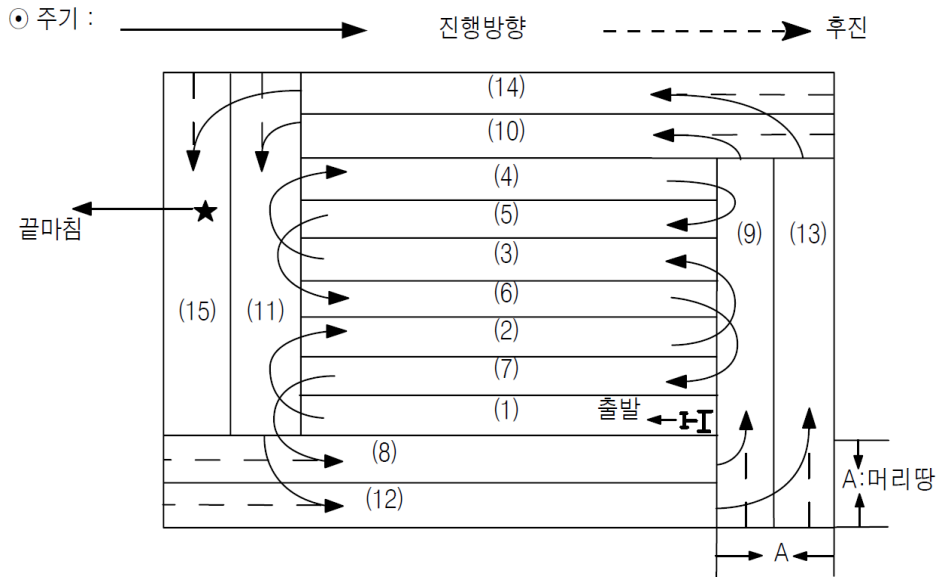 ⊙ 주기 : 진행방향 후진
(14)
(10)
(4)
(5)
(9) (13)
(3)
끝마침
(15) (11) (6)
(2)
(7)
(1) 출발
(8)
A:머리땅
(12)
A